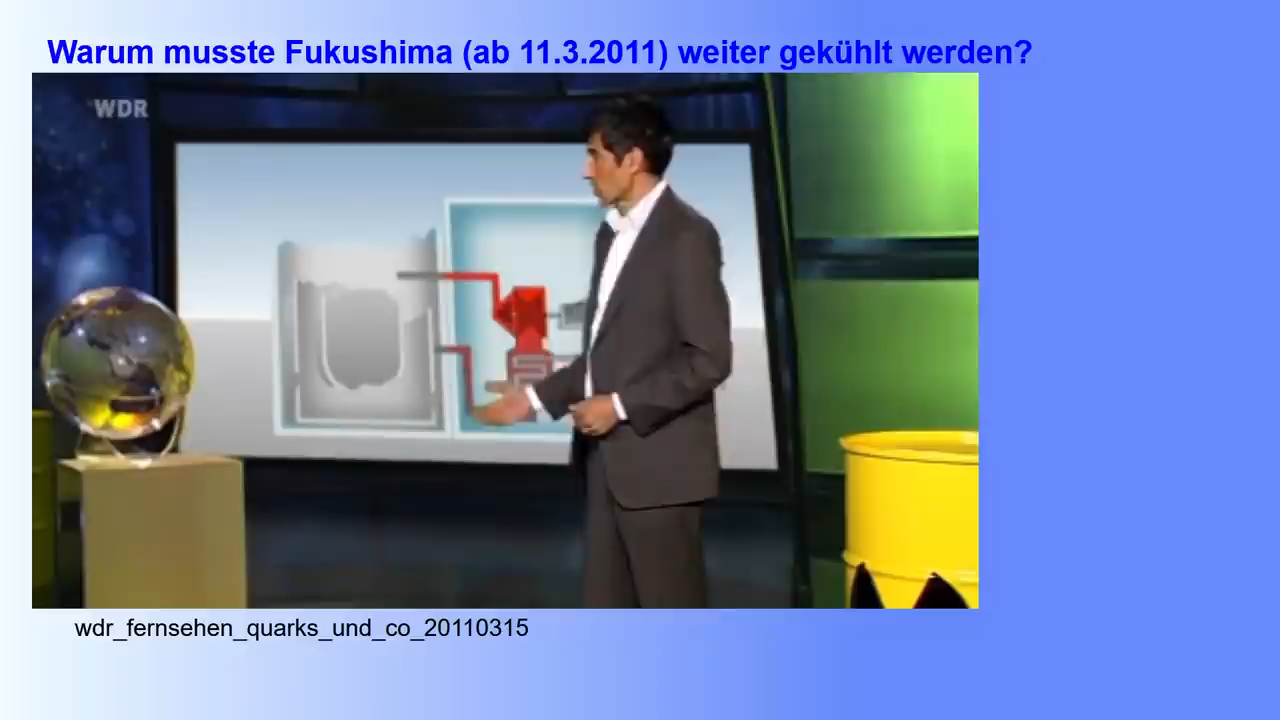 Warum musste Fukushima (ab 11.3.2011) weiter gekühlt werden?
WDR
wdr_fernsehen_quarks_und_co_20110315